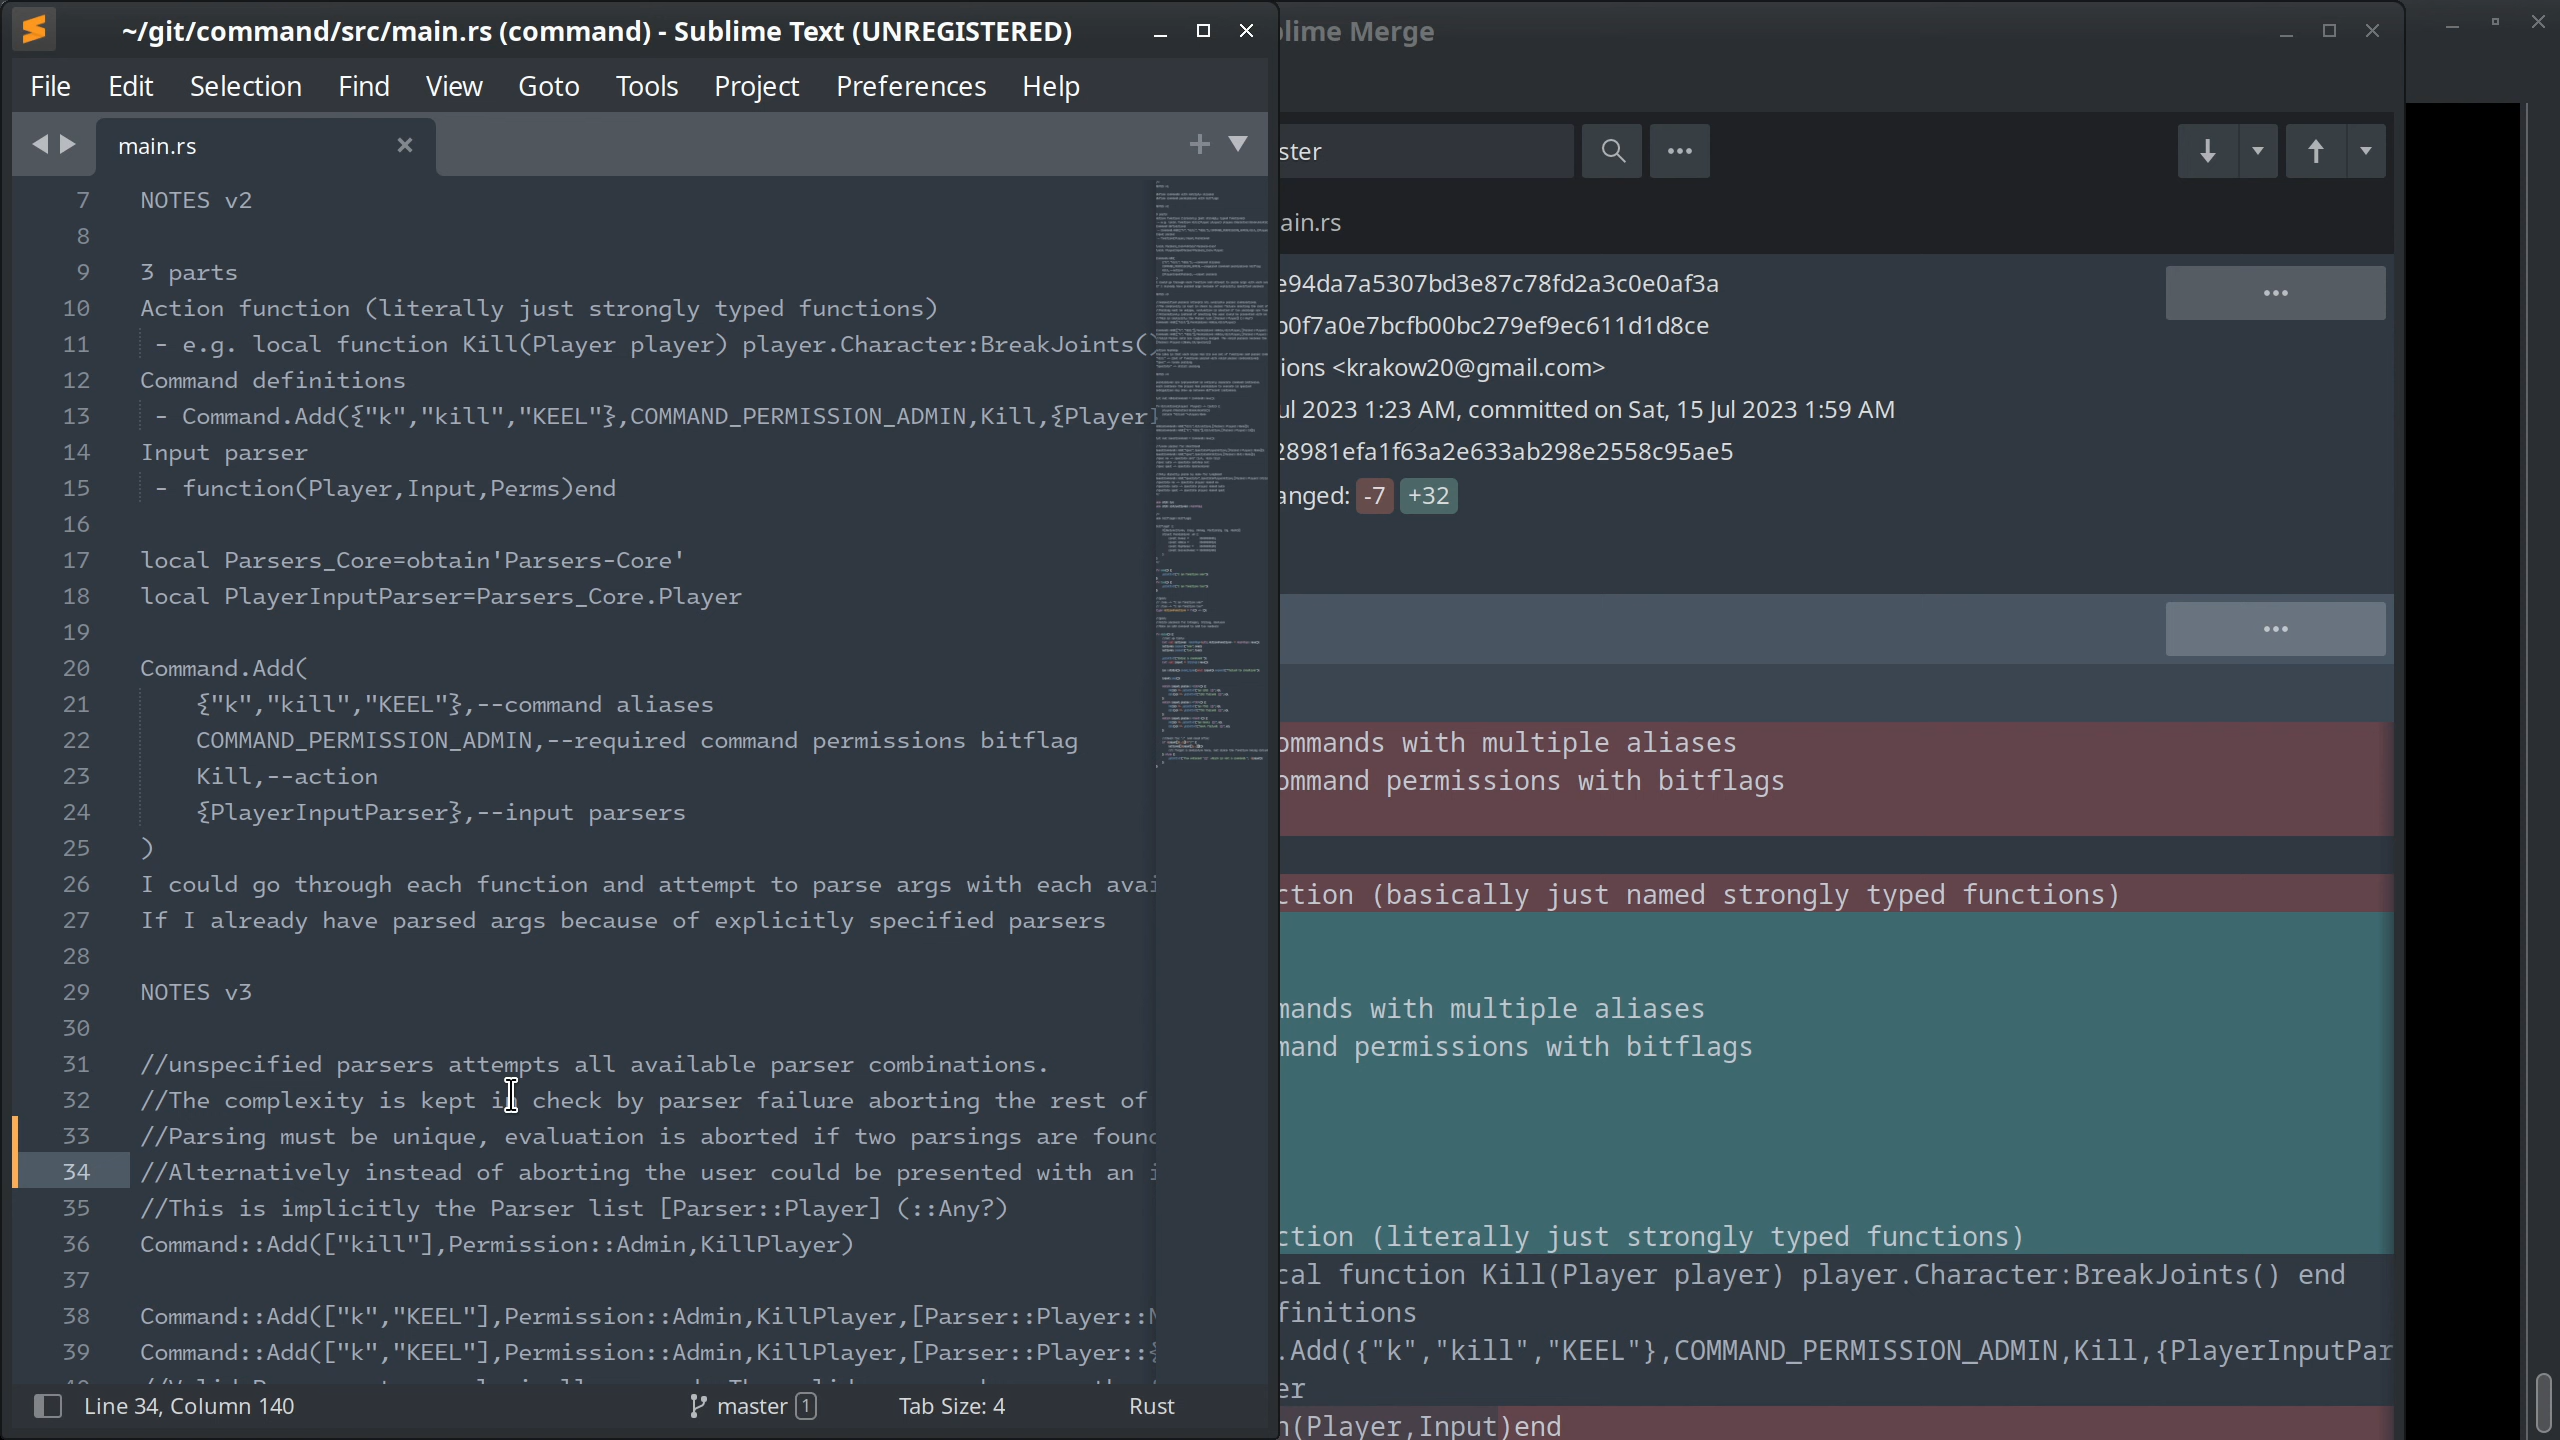 ~/git/command/src/main.rs (command) - Sublime Text (UNREGISTERED)
File Edit Selection Find View Goto Tools Project Preferences Help
main.rs
7 NOTES v2
8
9 3 parts
10 Action function (literally just strongly typed functions)
11 - e.g. local function Kill(Player player) player.Character:BreakJoints()
12 Command definitions
13 - Command.Add({"k","kill","KEEL"},COMMAND_PERMISSION_ADMIN,Kill,{Player
14 Input parser
15 - function(Player,Input,Perms)end
16
17 local Parsers_Core=obtain'Parsers-Core'
18 local PlayerInputParser=Parsers_Core.Player
19
20 Command.Add(
21 {"k","kill","KEEL"},--command aliases
22 COMMAND_PERMISSION_ADMIN,--required command permissions bitflag
23 Kill,--action
24 {PlayerInputParser},--input parsers
25 )
26 I could go through each function and attempt to parse args with each avai
27 If I already have parsed args because of explicitly specified parsers
28
29 NOTES v3
30
31 //unspecified parsers attempts all available parser combinations.
32 //The complexity is kept in check by parser failure aborting the rest of
33 //Parsing must be unique, evaluation is aborted if two parsings are found
34 //Alternatively instead of aborting the user could be presented with an i
35 //This is implicitly the Parser list [Parser::Player] (::Any?)
36 Command::Add(["kill"],Permission::Admin,KillPlayer)
37
38 Command::Add(["k","KEEL"],Permission::Admin,KillPlayer,[Parser::Player::
39 Command::Add(["k","KEEL"],Permission::Admin,KillPlayer,[Parser::Player::
Line 34, Column 140 master 1 Tab Size: 4 Rust
lime Merge
ster
ain.rs
e94da7a5307bd3e87c78fd2a3c0e0af3a
b0f7a0e7bcfb00bc279ef9ec611d1d8ce
ions <krakow20@gmail.com>
ul 2023 1:23 AM, committed on Sat, 15 Jul 2023 1:59 AM
28981efa1f63a2e633ab298e2558c95ae5
anged: -7 +32
ommands with multiple aliases
ommand permissions with bitflags
ction (basically just named strongly typed functions)
mands with multiple aliases
mand permissions with bitflags
ction (literally just strongly typed functions)
cal function Kill(Player player) player.Character:BreakJoints() end
finitions
.Add({"k","kill","KEEL"},COMMAND_PERMISSION_ADMIN,Kill,{PlayerInputPar
er
n(Player,Input)end